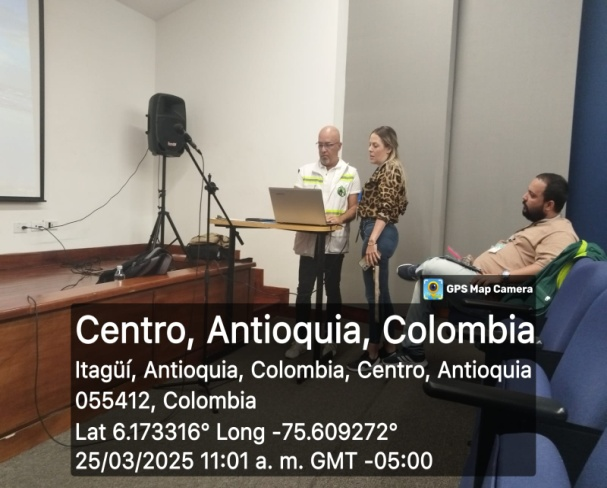 GPS Map Camera
Centro, Antioquia, Colombia
Itagüí, Antioquia, Colombia, Centro, Antioquia
055412, Colombia
Lat 6.173316° Long -75.609272°
25/03/2025 11:01 a. m. GMT -05:00